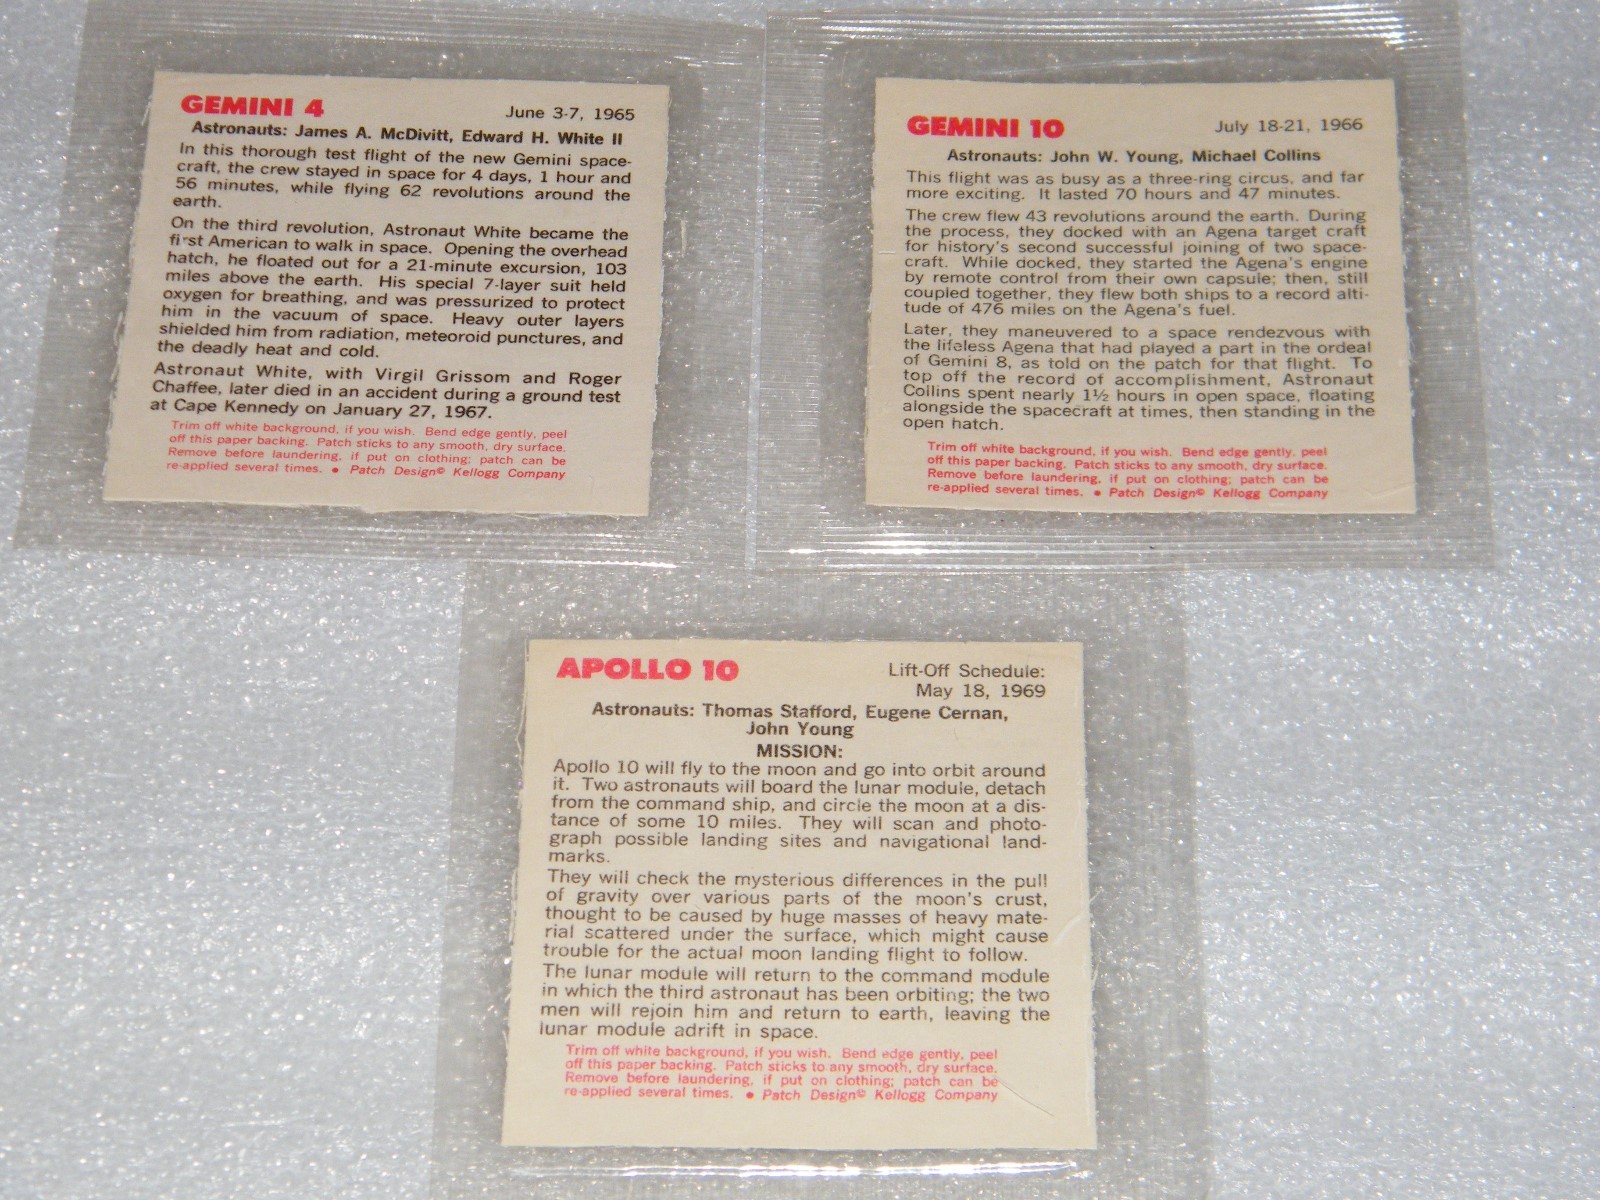 GEMINI 4
June 3-7, 1965
Astronauts: James A. McDivitt, Edward H. White II
In this thorough test flight of the new Gemini space-
craft, the crew stayed in space for 4 days, 1 hour and
56 minutes, while flying 62 revolutions around the
earth.
On the third revolution, Astronaut White became the
first American to walk in space. Opening the overhead
hatch, he floated out for a 21-minute excursion, 103
miles above the earth. His special 7-layer suit held
oxygen for breathing, and was pressurized to protect
him in the vacuum of space. Heavy outer layers
shielded him from radiation, meteoroid punctures, and
the deadly heat and cold.
Astronaut White, with Virgil Grissom and Roger
Chaffee, later died in an accident during a ground test
at Cape Kennedy on January 27, 1967.
Trim off white background, if you wish. Bend edge gently, peel
off this paper backing. Patch sticks to any smooth, dry surface.
Remove before laundering, if put on clothing; patch can be
re-applied several times. • Patch Design© Kellogg Company
GEMINI 10
July 18-21, 1966
Astronauts: John W. Young, Michael Collins
This flight was as busy as a three-ring circus, and far
more exciting. It lasted 70 hours and 47 minutes.
The crew flew 43 revolutions around the earth. During
the process, they docked with an Agena target craft
for history's second successful joining of two space-
craft. While docked, they started the Agena's engine
by remote control from their own capsule; then, still
coupled together, they flew both ships to a record alti-
tude of 476 miles on the Agena's fuel.
Later, they maneuvered to a space rendezvous with
the lifeless Agena that had played a part in the ordeal
of Gemini 8, as told on the patch for that flight. To
top off the record of accomplishment, Astronaut
Collins spent nearly 1½ hours in open space, floating
alongside the spacecraft at times, then standing in the
open hatch.
Trim off white background, if you wish. Bend edge gently, peel
off this paper backing. Patch sticks to any smooth, dry surface.
Remove before laundering, if put on clothing; patch can be
re-applied several times. • Patch Design© Kellogg Company
APOLLO 10
Lift-Off Schedule:
May 18, 1969
Astronauts: Thomas Stafford, Eugene Cernan,
John Young
MISSION:
Apollo 10 will fly to the moon and go into orbit around
it. Two astronauts will board the lunar module, detach
from the command ship, and circle the moon at a dis-
tance of some 10 miles. They will scan and photo-
graph possible landing sites and navigational land-
marks.
They will check the mysterious differences in the pull
of gravity over various parts of the moon's crust,
thought to be caused by huge masses of heavy mate-
rial scattered under the surface, which might cause
trouble for the actual moon landing flight to follow.
The lunar module will return to the command module
in which the third astronaut has been orbiting; the two
men will rejoin him and return to earth, leaving the
lunar module adrift in space.
Trim off white background, if you wish. Bend edge gently, peel
off this paper backing. Patch sticks to any smooth, dry surface.
Remove before laundering, if put on clothing; patch can be
re-applied several times. • Patch Design© Kellogg Company